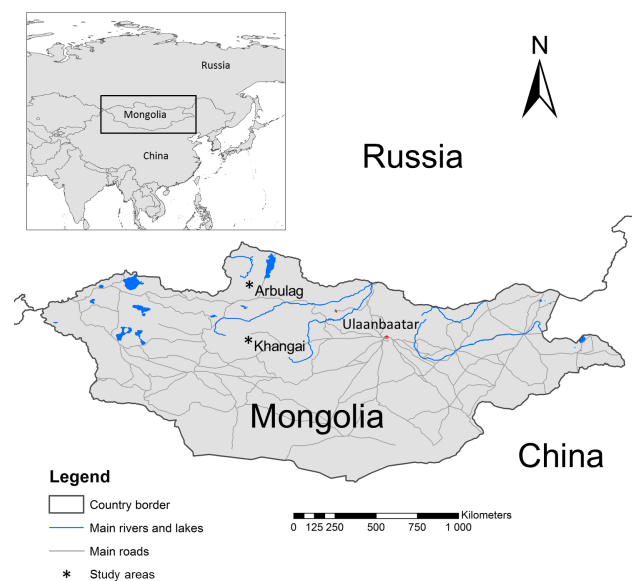 Russia
Mongolia
China
N
Russia
Arbulag
Ulaanbaatar
Khangai
Mongolia
China
Legend
Country border
Main rivers and lakes
Main roads
* Study areas
Kilometers
0 125 250 500 750 1 000